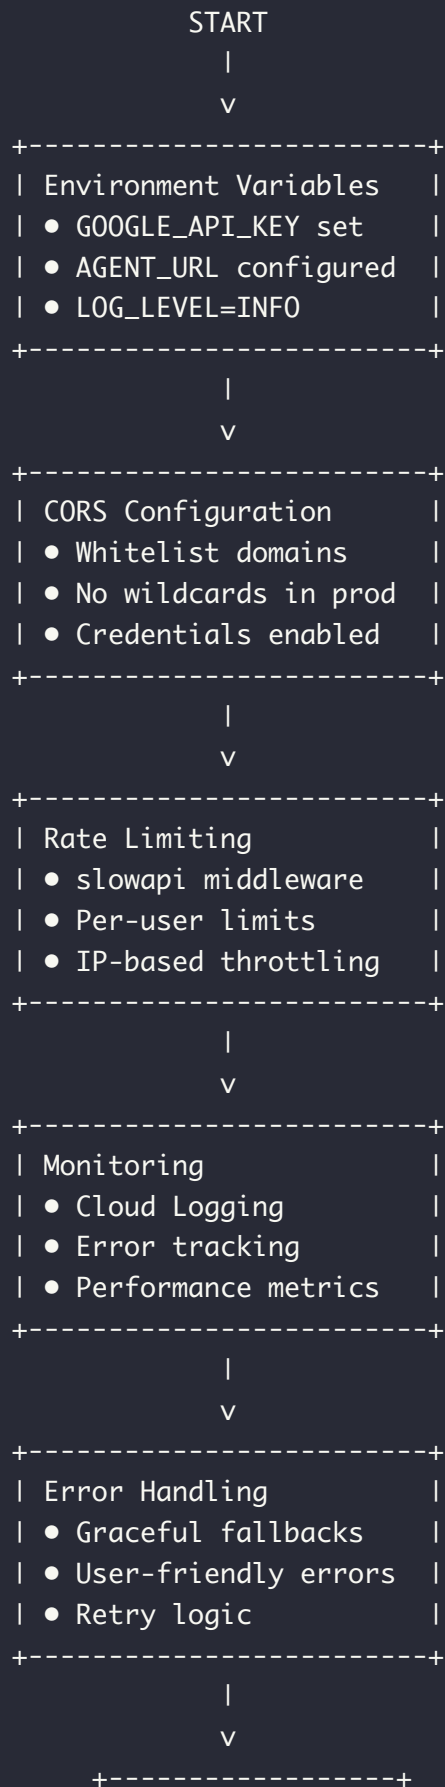 START
                  |
                  v
+-------------------------+
| Environment Variables   |
| ● GOOGLE_API_KEY set    |
| ● AGENT_URL configured  |
| ● LOG_LEVEL=INFO        |
+-------------------------+
             |
             v
+-------------------------+
| CORS Configuration      |
| ● Whitelist domains     |
| ● No wildcards in prod  |
| ● Credentials enabled   |
+-------------------------+
             |
             v
+-------------------------+
| Rate Limiting           |
| ● slowapi middleware    |
| ● Per-user limits       |
| ● IP-based throttling   |
+-------------------------+
             |
             v
+-------------------------+
| Monitoring              |
| ● Cloud Logging         |
| ● Error tracking        |
| ● Performance metrics   |
+-------------------------+
             |
             v
+-------------------------+
| Error Handling          |
| ● Graceful fallbacks    |
| ● User-friendly errors  |
| ● Retry logic           |
+-------------------------+
             |
             v
     +------------------+